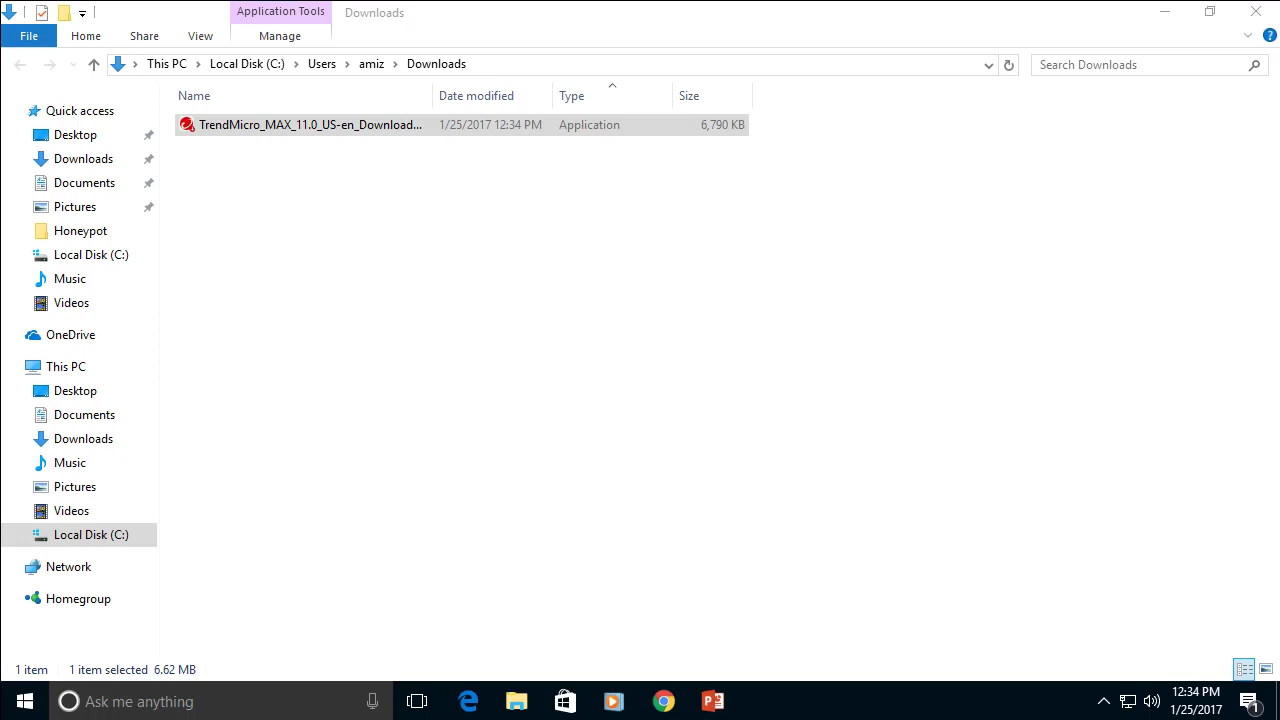 Application Tools Downloads
File Home Share View Manage
This PC Local Disk (C:) Users amiz Downloads Search Downloads
Name Date modified Type Size
TrendMicro_MAX_11.0_US-en_Download... 1/25/2017 12:34 PM Application 6,790 KB
Quick access
Desktop
Downloads
Documents
Pictures
Honeypot
Local Disk (C:)
Music
Videos
OneDrive
This PC
Desktop
Documents
Downloads
Music
Pictures
Videos
Local Disk (C:)
Network
Homegroup
1 item 1 item selected 6.62 MB
Ask me anything
12:34 PM
1/25/2017
1